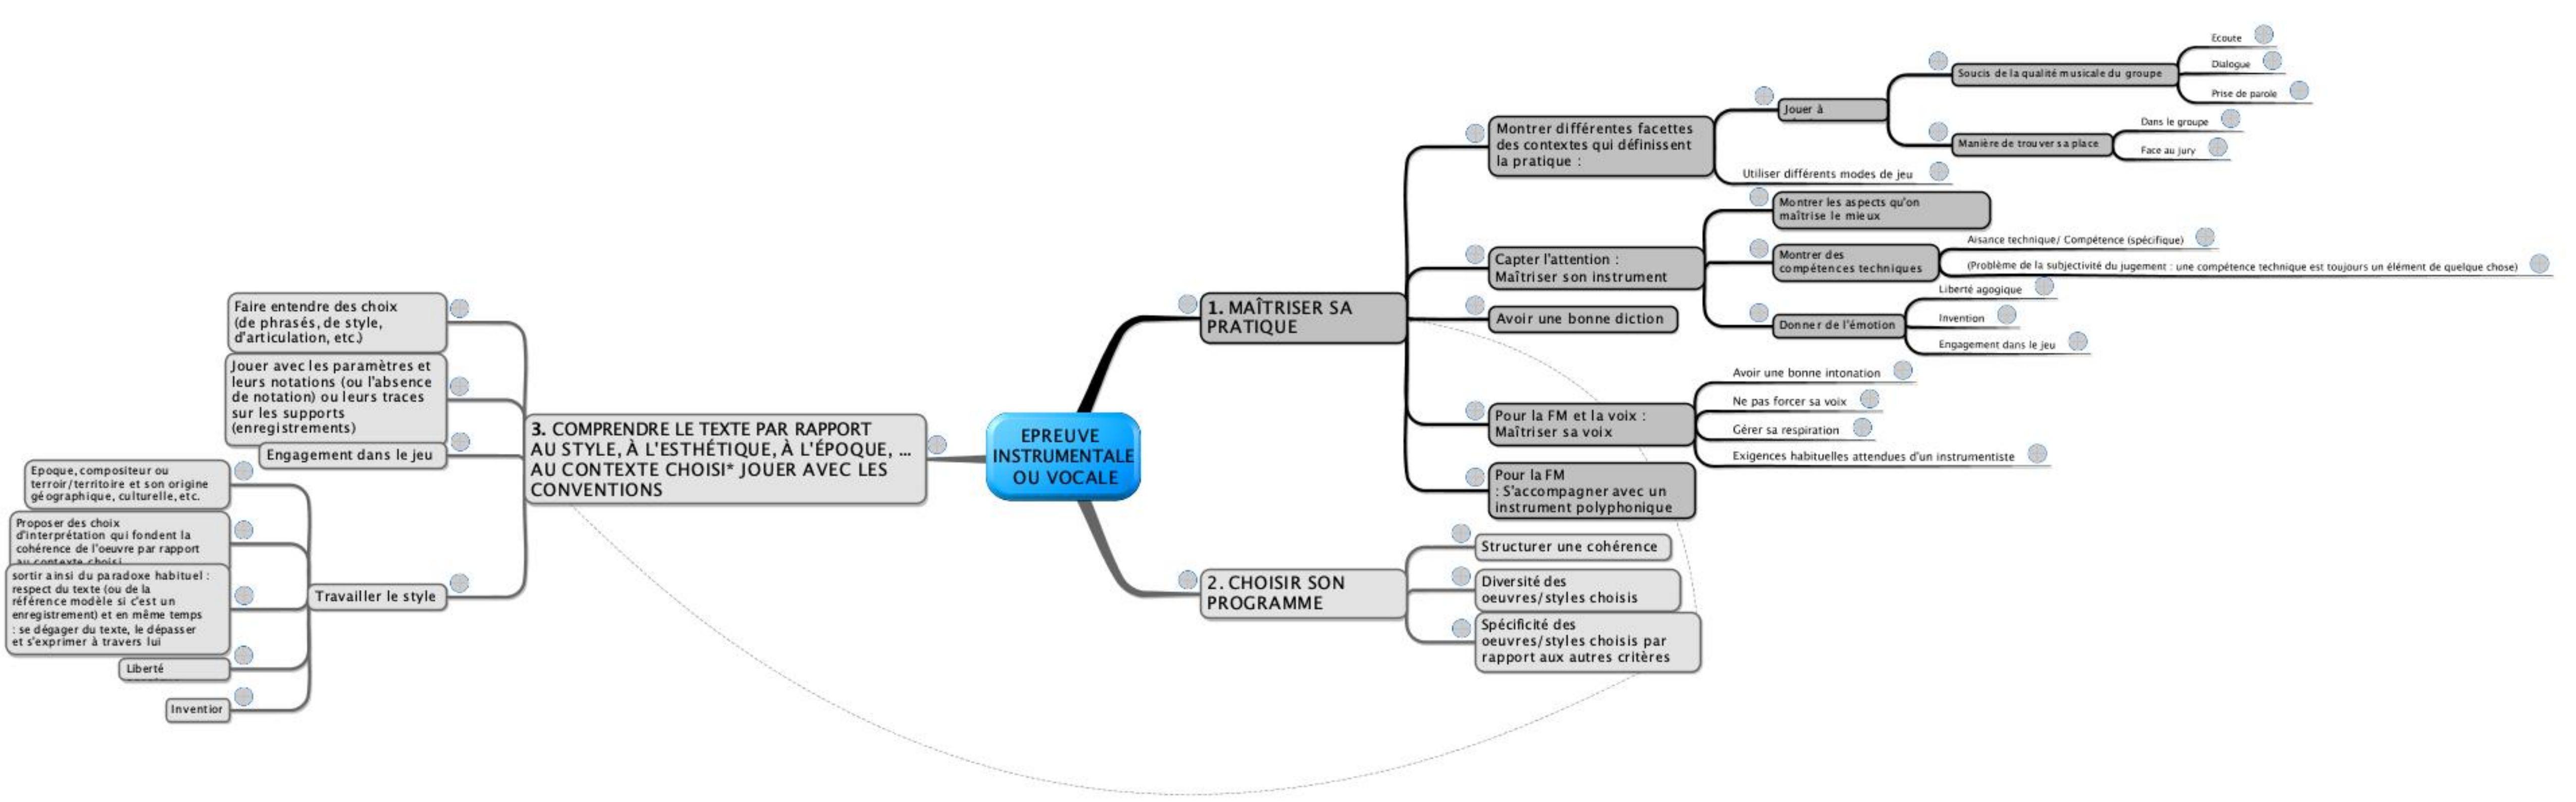 EPREUVE
INSTRUMENTALE
OU VOCALE
1. MAÎTRISER SA
PRATIQUE
Montrer différentes facettes
des contextes qui définissent
la pratique :
Jouer à
Soucis de la qualité musicale du groupe
Ecoute
Dialogue
Prise de parole
Manière de trouver sa place
Dans le groupe
Face au jury
Utiliser différents modes de jeu
Capter l'attention :
Maîtriser son instrument
Montrer les aspects qu'on
maîtrise le mieux
Montrer des
compétences techniques
Aisance technique/ Compétence (spécifique)
(Problème de la subjectivité du jugement : une compétence technique est toujours un élément de quelque chose)
Donner de l'émotion
Liberté agogique
Invention
Engagement dans le jeu
Avoir une bonne diction
Pour la FM et la voix :
Maîtriser sa voix
Avoir une bonne intonation
Ne pas forcer sa voix
Gérer sa respiration
Exigences habituelles attendues d'un instrumentiste
Pour la FM
: S'accompagner avec un
instrument polyphonique
2. CHOISIR SON
PROGRAMME
Structurer une cohérence
Diversité des
oeuvres/styles choisis
Spécificité des
oeuvres/styles choisis par
rapport aux autres critères
3. COMPRENDRE LE TEXTE PAR RAPPORT
AU STYLE, À L'ESTHÉTIQUE, À L'ÉPOQUE, ...
AU CONTEXTE CHOISI* JOUER AVEC LES
CONVENTIONS
Faire entendre des choix
(de phrasés, de style,
d'articulation, etc.)
Jouer avec les paramètres et
leurs notations (ou l'absence
de notation) ou leurs traces
sur les supports
(enregistrements)
Engagement dans le jeu
Travailler le style
Epoque, compositeur ou
terroir/territoire et son origine
géographique, culturelle, etc.
Proposer des choix
d'interprétation qui fondent la
cohérence de l'oeuvre par rapport
au contexte choisi
sortir ainsi du paradoxe habituel :
respect du texte (ou de la
référence modèle si c'est un
enregistrement) et en même temps
: se dégager du texte, le dépasser
et s'exprimer à travers lui
Liberté
Invention